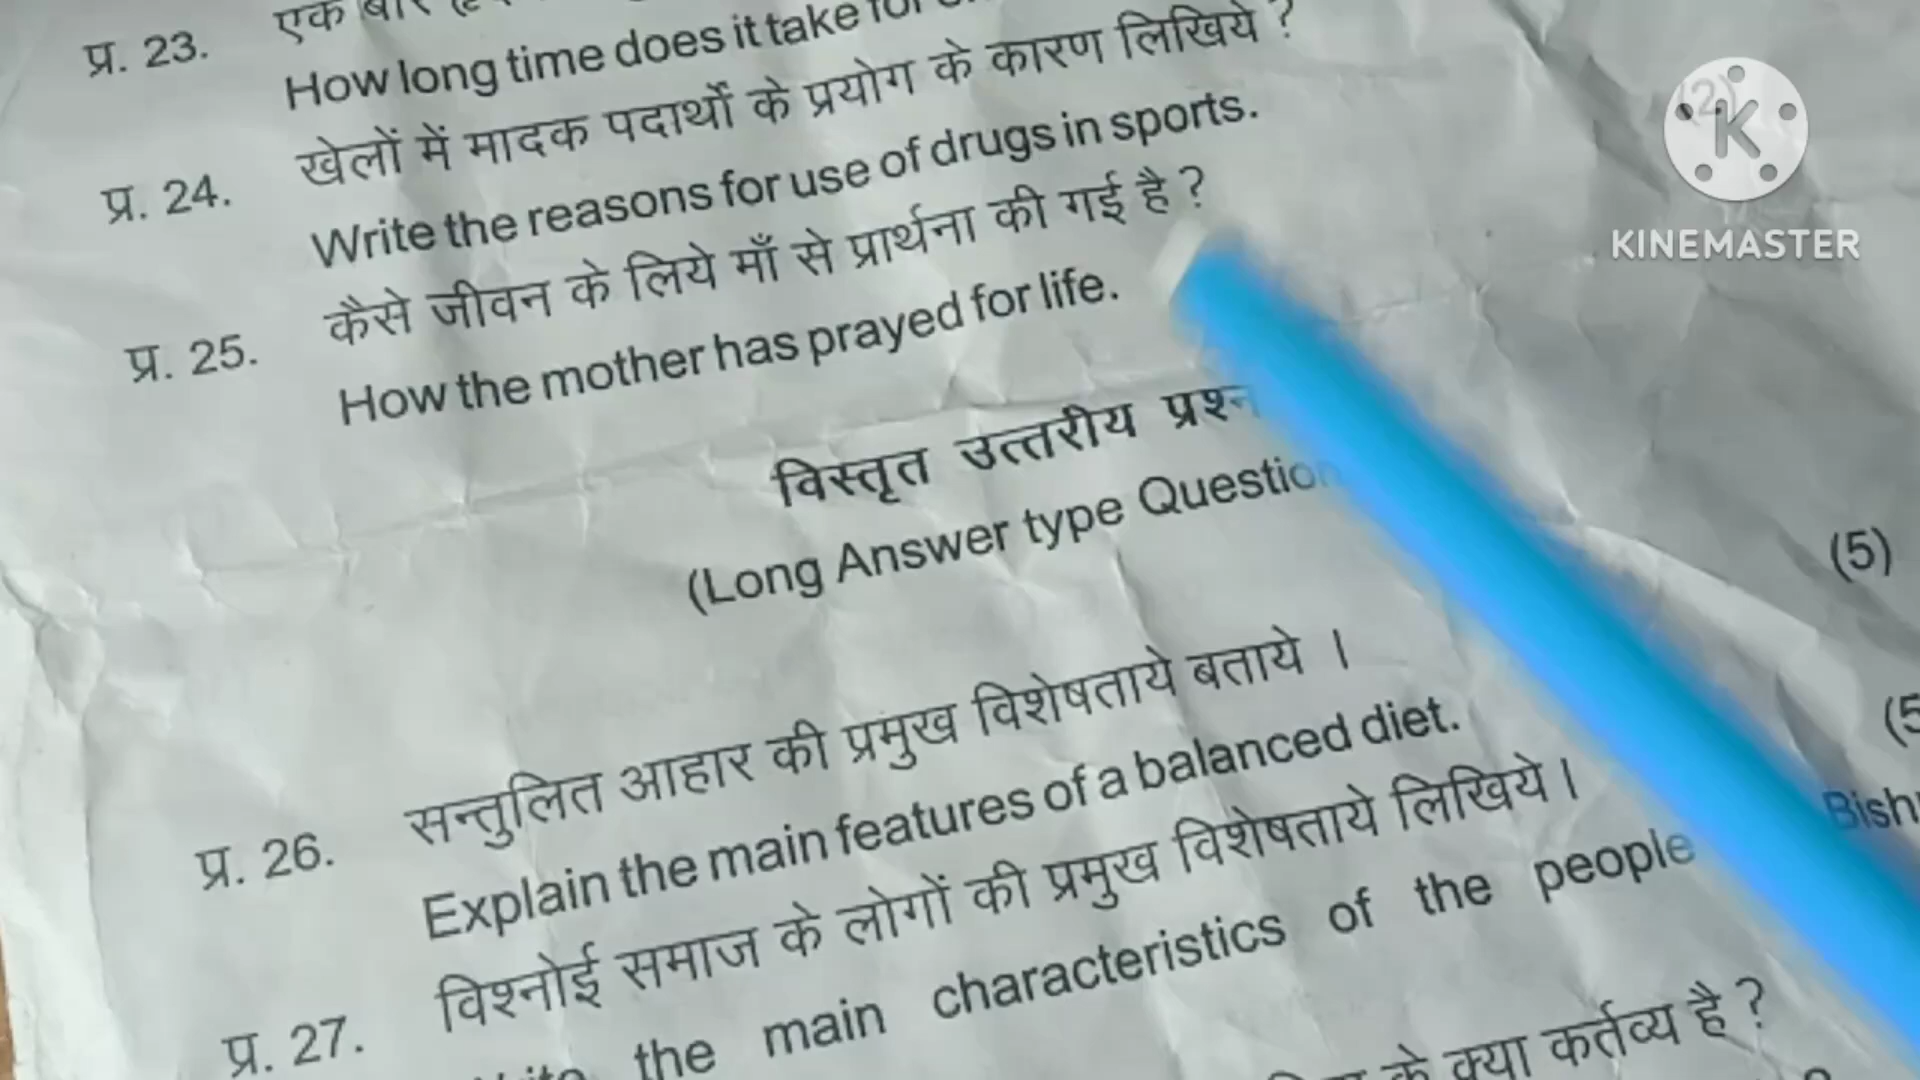 प्र. 23. एक बार
How long time does it take for
प्र. 24. खेलों में मादक पदार्थों के प्रयोग के कारण लिखिये ?
Write the reasons for use of drugs in sports.
प्र. 25. कैसे जीवन के लिये माँ से प्रार्थना की गई है ?
How the mother has prayed for life.
विस्तृत उत्तरीय प्रश्न
(Long Answer type Question
(5)
प्र. 26. सन्तुलित आहार की प्रमुख विशेषताये बताये ।
Explain the main features of a balanced diet.
(5
प्र. 27. विश्नोई समाज के लोगों की प्रमुख विशेषताये लिखिये ।
the main characteristics of the people
के क्या कर्तव्य है ?
(2)
K
KINEMASTER